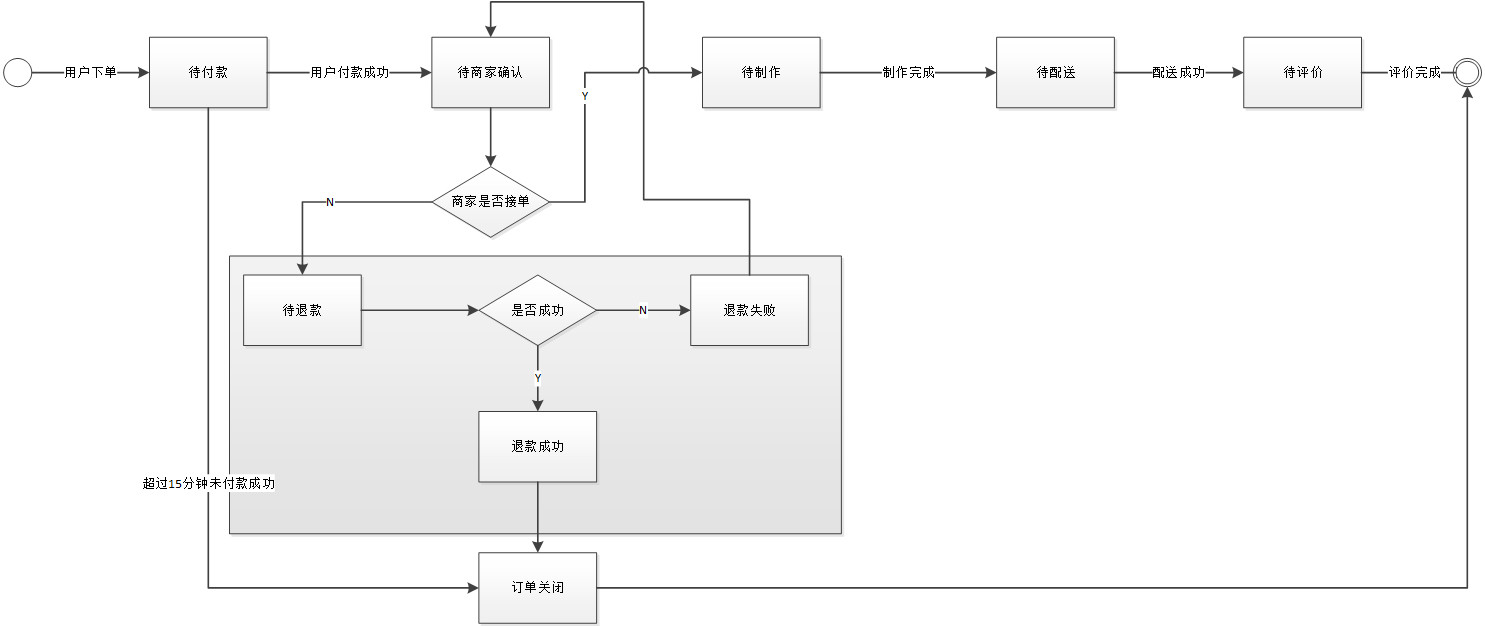 用户下单
待付款
用户付款成功
待商家确认
Y
待制作
制作完成
待配送
配送成功
待评价
评价完成
N
商家是否接单
待退款
是否成功
N
退款失败
Y
退款成功
超过15分钟未付款成功
订单关闭